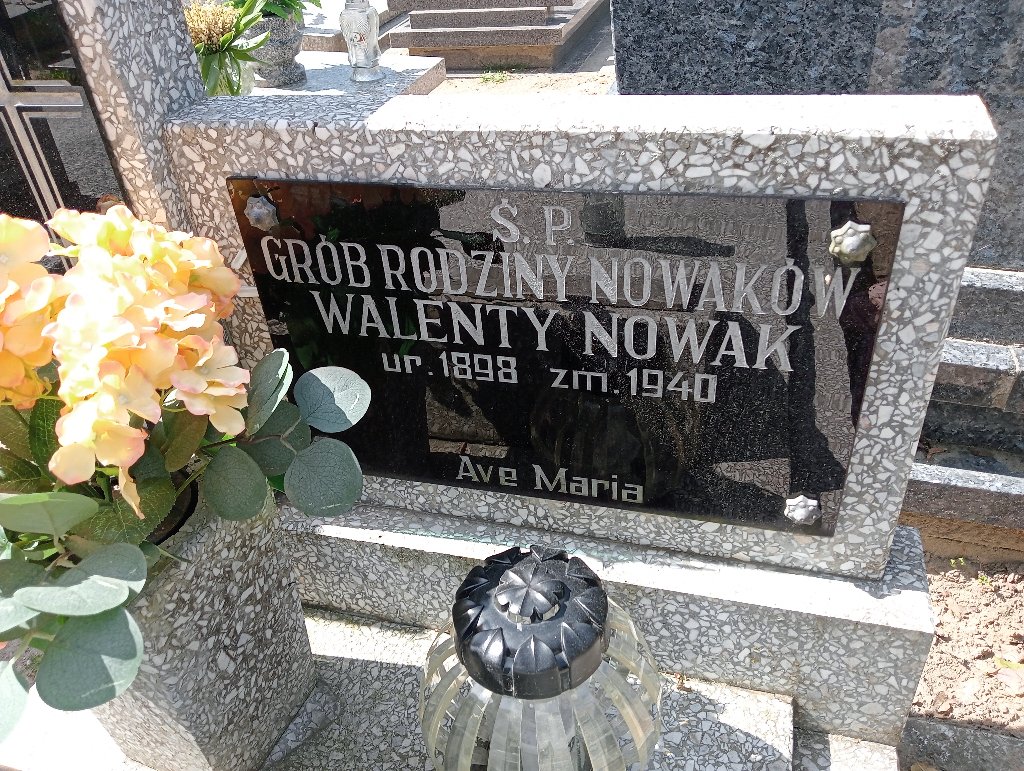 Ś. P.
GRÓB RODZINY NOWAKÓW
WALENTY NOWAK
ur. 1898 zm. 1940
Ave Maria